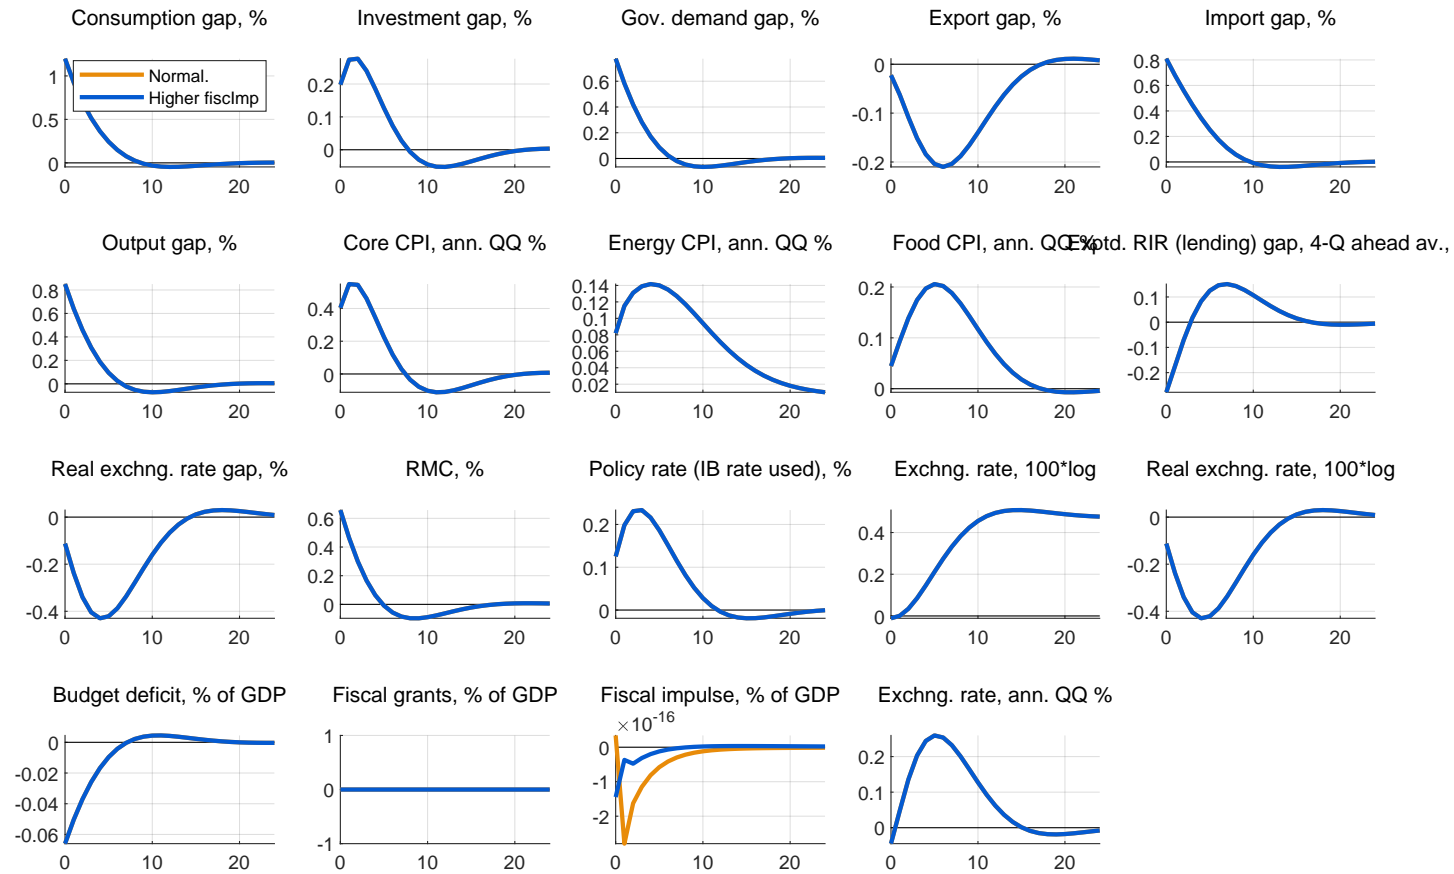 Consumption gap, %
1
0.5
0
0 10 20
Normal.
Higher fiscImp
Investment gap, %
0.2
0.1
0
0 10 20
Gov. demand gap, %
0.6
0.4
0.2
0
0 10 20
Export gap, %
0
-0.1
-0.2
0 10 20
Import gap, %
0.8
0.6
0.4
0.2
0
0 10 20
Output gap, %
0.8
0.6
0.4
0.2
0
0 10 20
Core CPI, ann. QQ %
0.4
0.2
0
0 10 20
Energy CPI, ann. QQ %
0.14
0.12
0.1
0.08
0.06
0.04
0.02
0 10 20
Food CPI, ann. QQ %
0.2
0.1
0
0 10 20
Exptd. RIR (lending) gap, 4-Q ahead av.,
0.1
0
-0.1
-0.2
0 10 20
Real exchng. rate gap, %
0
-0.2
-0.4
0 10 20
RMC, %
0.6
0.4
0.2
0
0 10 20
Policy rate (IB rate used), %
0.2
0.1
0
0 10 20
Exchng. rate, 100*log
0.4
0.2
0
0 10 20
Real exchng. rate, 100*log
0
-0.2
-0.4
0 10 20
Budget deficit, % of GDP
0
-0.02
-0.04
-0.06
0 10 20
Fiscal grants, % of GDP
1
0
-1
0 10 20
Fiscal impulse, % of GDP
×10-16
0
-1
-2
0 10 20
Exchng. rate, ann. QQ %
0.2
0.1
0
0 10 20